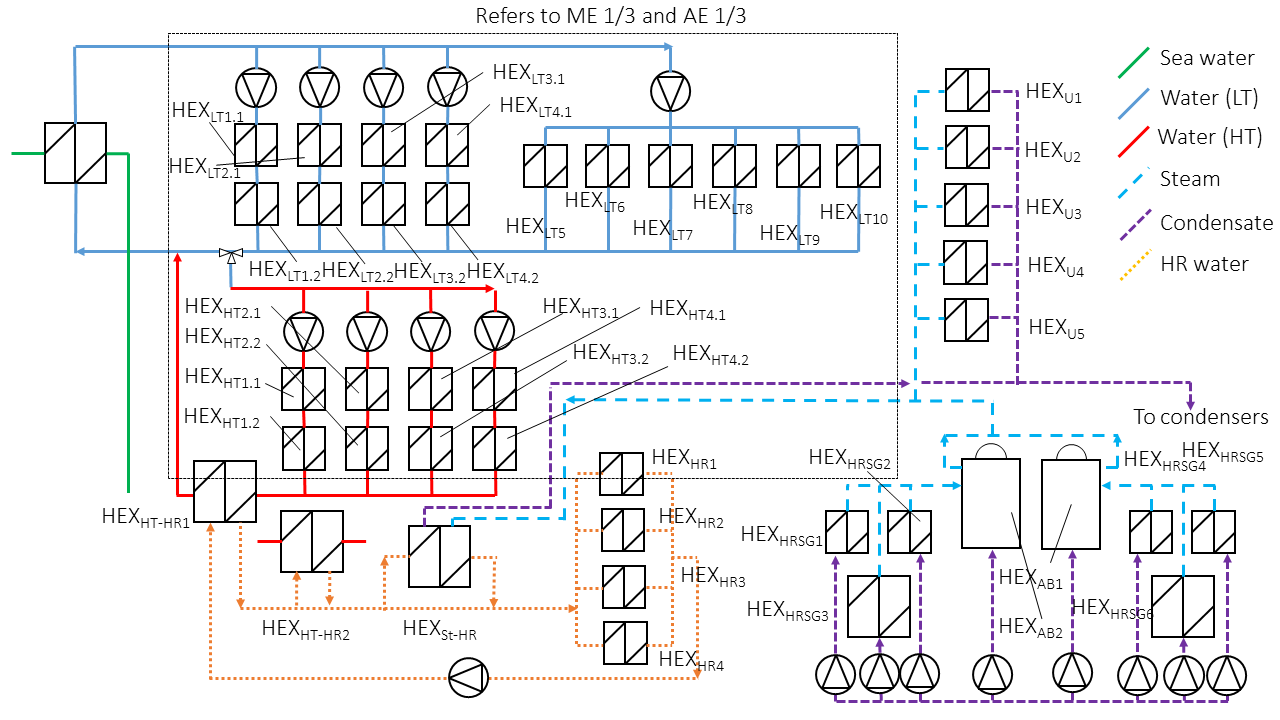 Refers to ME 1/3 and AE 1/3
HEXLT3.1
HEXLT4.1
HEXLT1.1
HEXLT2.1
HEXLT5
HEXLT6
HEXLT7
HEXLT8
HEXLT9
HEXLT10
HEXLT1.2
HEXLT2.2
HEXLT3.2
HEXLT4.2
HEXU1
HEXU2
HEXU3
HEXU4
HEXU5
Sea water
Water (LT)
Water (HT)
Steam
Condensate
HR water
HEXHT2.1
HEXHT2.2
HEXHT1.1
HEXHT1.2
HEXHT3.1
HEXHT4.1
HEXHT3.2
HEXHT4.2
To condensers
HEXHT-HR1
HEXHT-HR2
HEXSt-HR
HEXHR1
HEXHR2
HEXHR3
HEXHR4
HEXHRSG2
HEXHRSG1
HEXHRSG3
HEXHRSG4
HEXHRSG5
HEXAB1
HEXAB2
HEXHRSG6